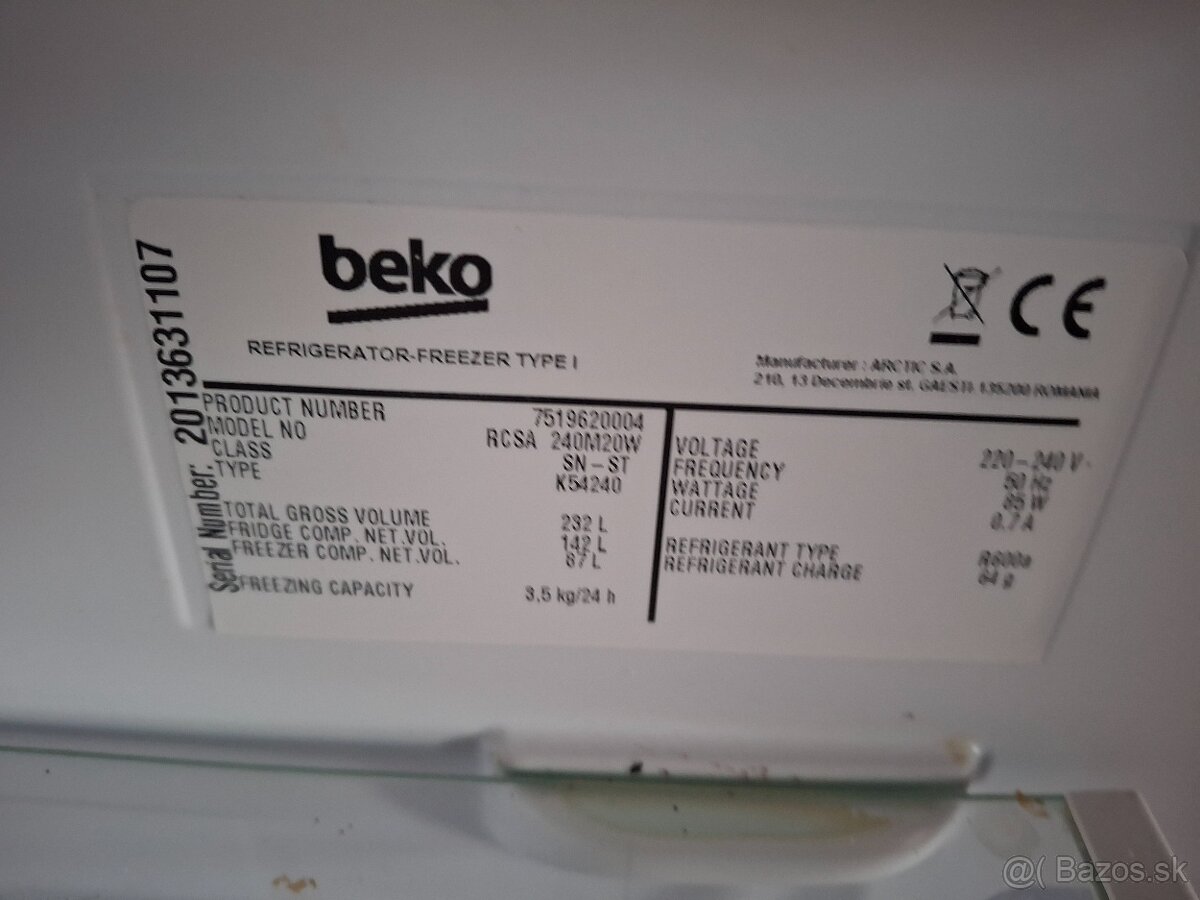 beko
CE
REFRIGERATOR-FREEZER TYPE I
Manufacturer : ARCTIC S.A.
210, 13 Decembrie st. GAESTI 135200 ROMANIA
Serial Number: 2013631107
PRODUCT NUMBER 7519620004
MODEL NO RCSA 240M20W
CLASS SN-ST
TYPE K54240
TOTAL GROSS VOLUME 232 L
FRIDGE COMP. NET.VOL. 142 L
FREEZER COMP. NET.VOL. 87 L
FREEZING CAPACITY 3,5 kg/24 h
VOLTAGE 220-240 V
FREQUENCY 50 Hz
WATTAGE 85 W
CURRENT 0.7 A
REFRIGERANT TYPE R600a
REFRIGERANT CHARGE g
@( Bazos.sk